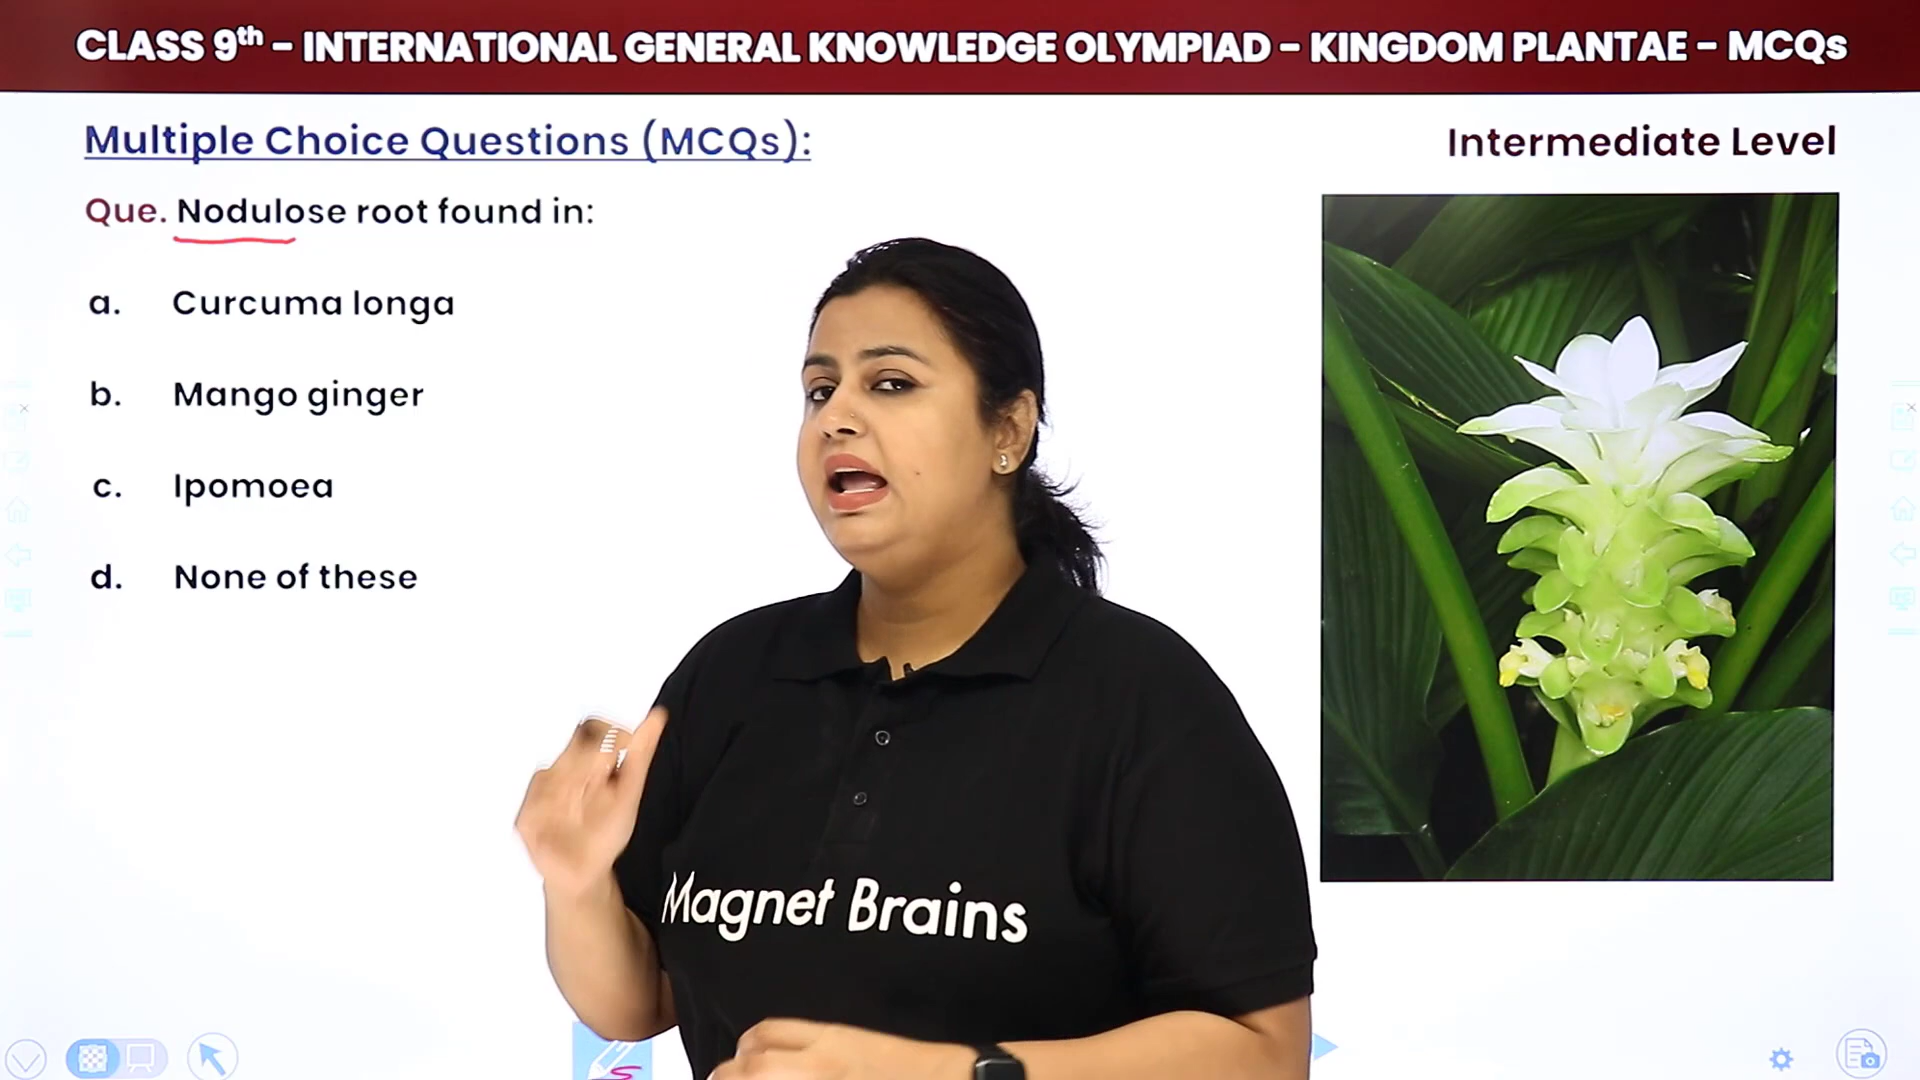 CLASS 9th – INTERNATIONAL GENERAL KNOWLEDGE OLYMPIAD – KINGDOM PLANTAE – MCQs
Multiple Choice Questions (MCQs):
Intermediate Level
Que. Nodulose root found in:
a. Curcuma longa
b. Mango ginger
c. Ipomoea
d. None of these
Magnet Brains